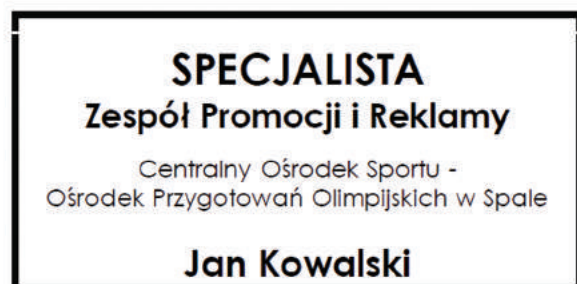 SPECJALISTA
Zespół Promocji i Reklamy
Centralny Ośrodek Sportu -
Ośrodek Przygotowań Olimpijskich w Spale
Jan Kowalski